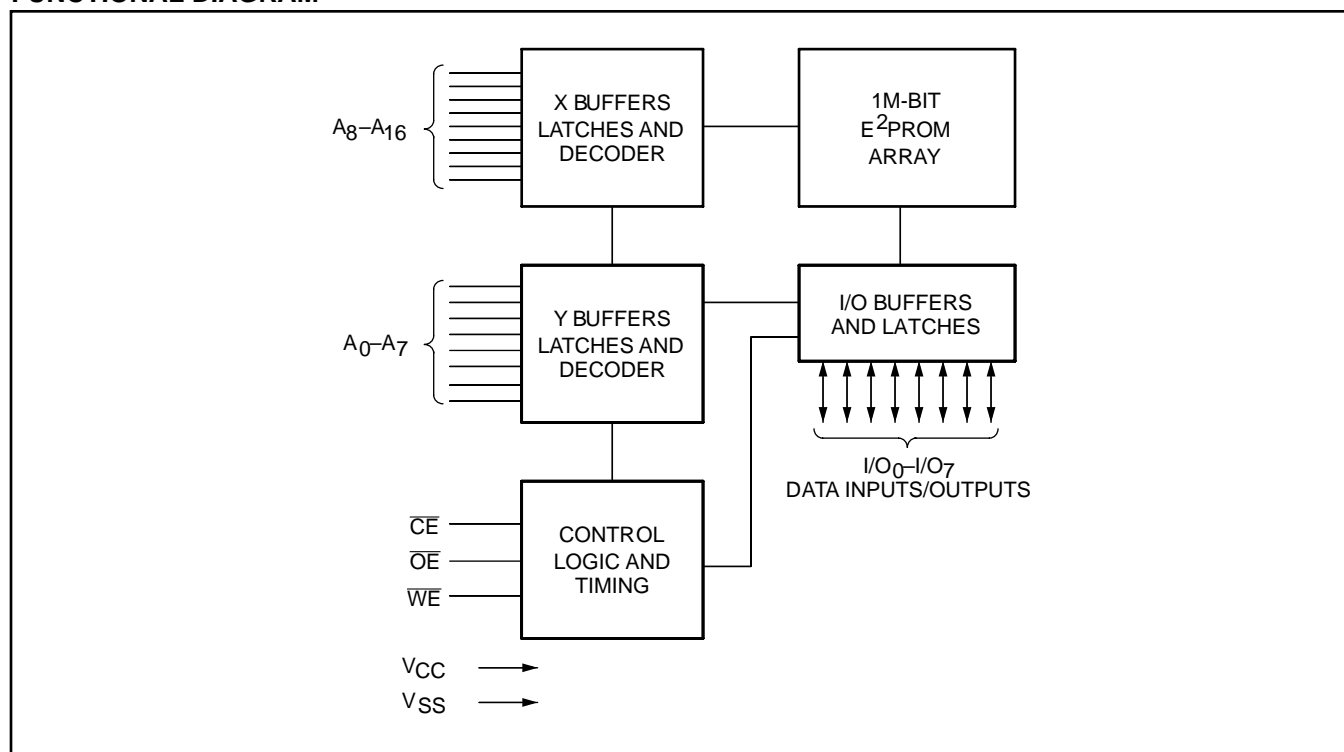 FUNCTIONAL DIAGRAM
A8–A16
X BUFFERS
LATCHES AND
DECODER
1M-BIT
E2PROM
ARRAY
A0–A7
Y BUFFERS
LATCHES AND
DECODER
I/O BUFFERS
AND LATCHES
I/O0–I/O7
DATA INPUTS/OUTPUTS
CE
OE
WE
CONTROL
LOGIC AND
TIMING
VCC
VSS